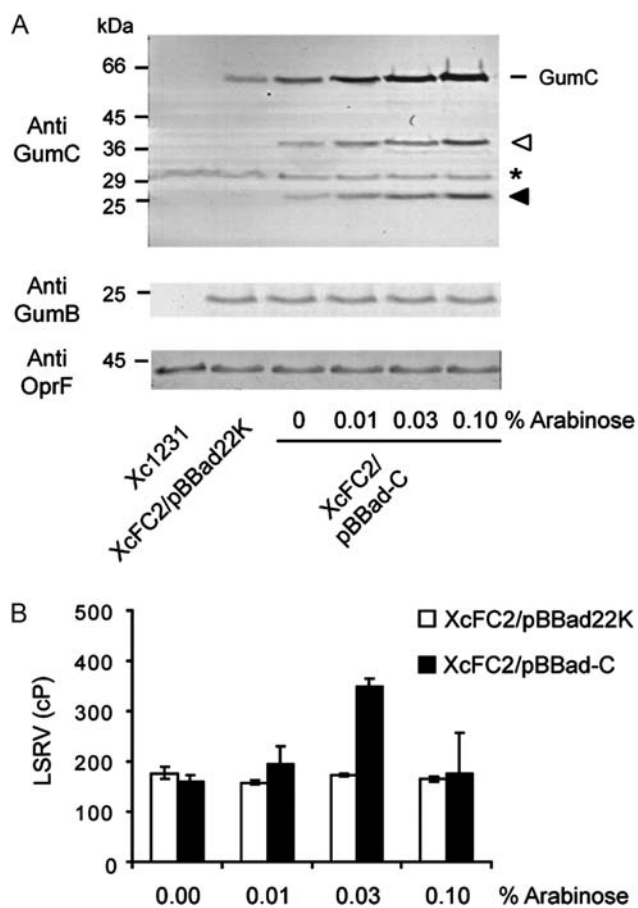 A
kDa
66
45
36
29
25
Anti
GumC
GumC
*
Anti
GumB
25
Anti
OprF
45
0 0.01 0.03 0.10 % Arabinose
Xc1231
XcFC2/pBBad22K
XcFC2/
pBBad-C
B
LSRV (cP)
500
400
300
200
100
0
XcFC2/pBBad22K
XcFC2/pBBad-C
0.00 0.01 0.03 0.10 % Arabinose